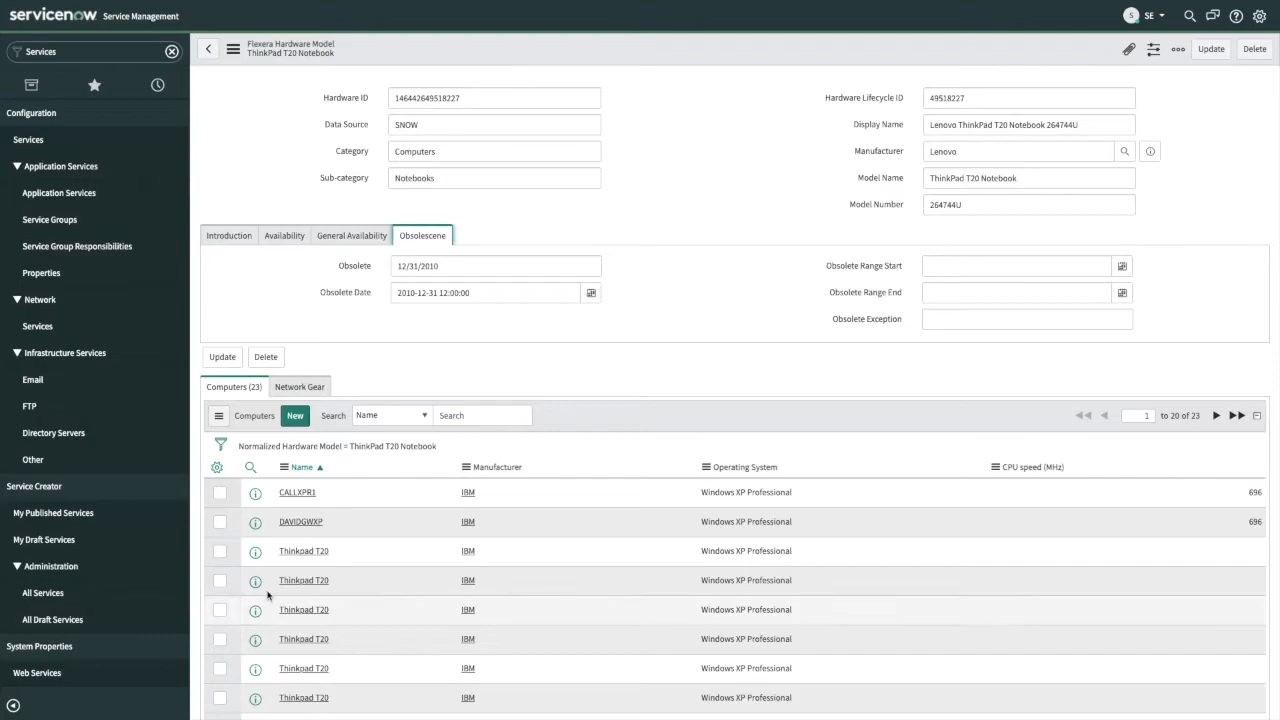 servicenow Service Management
SE
Services
Configuration
Services
Application Services
Application Services
Service Groups
Service Group Responsibilities
Properties
Network
Services
Infrastructure Services
Email
FTP
Directory Servers
Other
Service Creator
My Published Services
My Draft Services
Administration
All Services
All Draft Services
System Properties
Web Services
Flexera Hardware Model
ThinkPad T20 Notebook
Update Delete
Hardware ID 146442649518227
Data Source SNOW
Category Computers
Sub-category Notebooks
Hardware Lifecycle ID 49518227
Display Name Lenovo ThinkPad T20 Notebook 264744U
Manufacturer Lenovo
Model Name ThinkPad T20 Notebook
Model Number 264744U
Introduction Availability General Availability Obsolescene
Obsolete 12/31/2010
Obsolete Date 2010-12-31 12:00:00
Obsolete Range Start
Obsolete Range End
Obsolete Exception
Update Delete
Computers (23) Network Gear
Computers New Search Name Search 1 to 20 of 23
Normalized Hardware Model = ThinkPad T20 Notebook
Name Manufacturer Operating System CPU speed (MHz)
CALLXPR1 IBM Windows XP Professional 696
DAVIDGWXP IBM Windows XP Professional 696
Thinkpad T20 IBM Windows XP Professional
Thinkpad T20 IBM Windows XP Professional
Thinkpad T20 IBM Windows XP Professional
Thinkpad T20 IBM Windows XP Professional
Thinkpad T20 IBM Windows XP Professional
Thinkpad T20 IBM Windows XP Professional